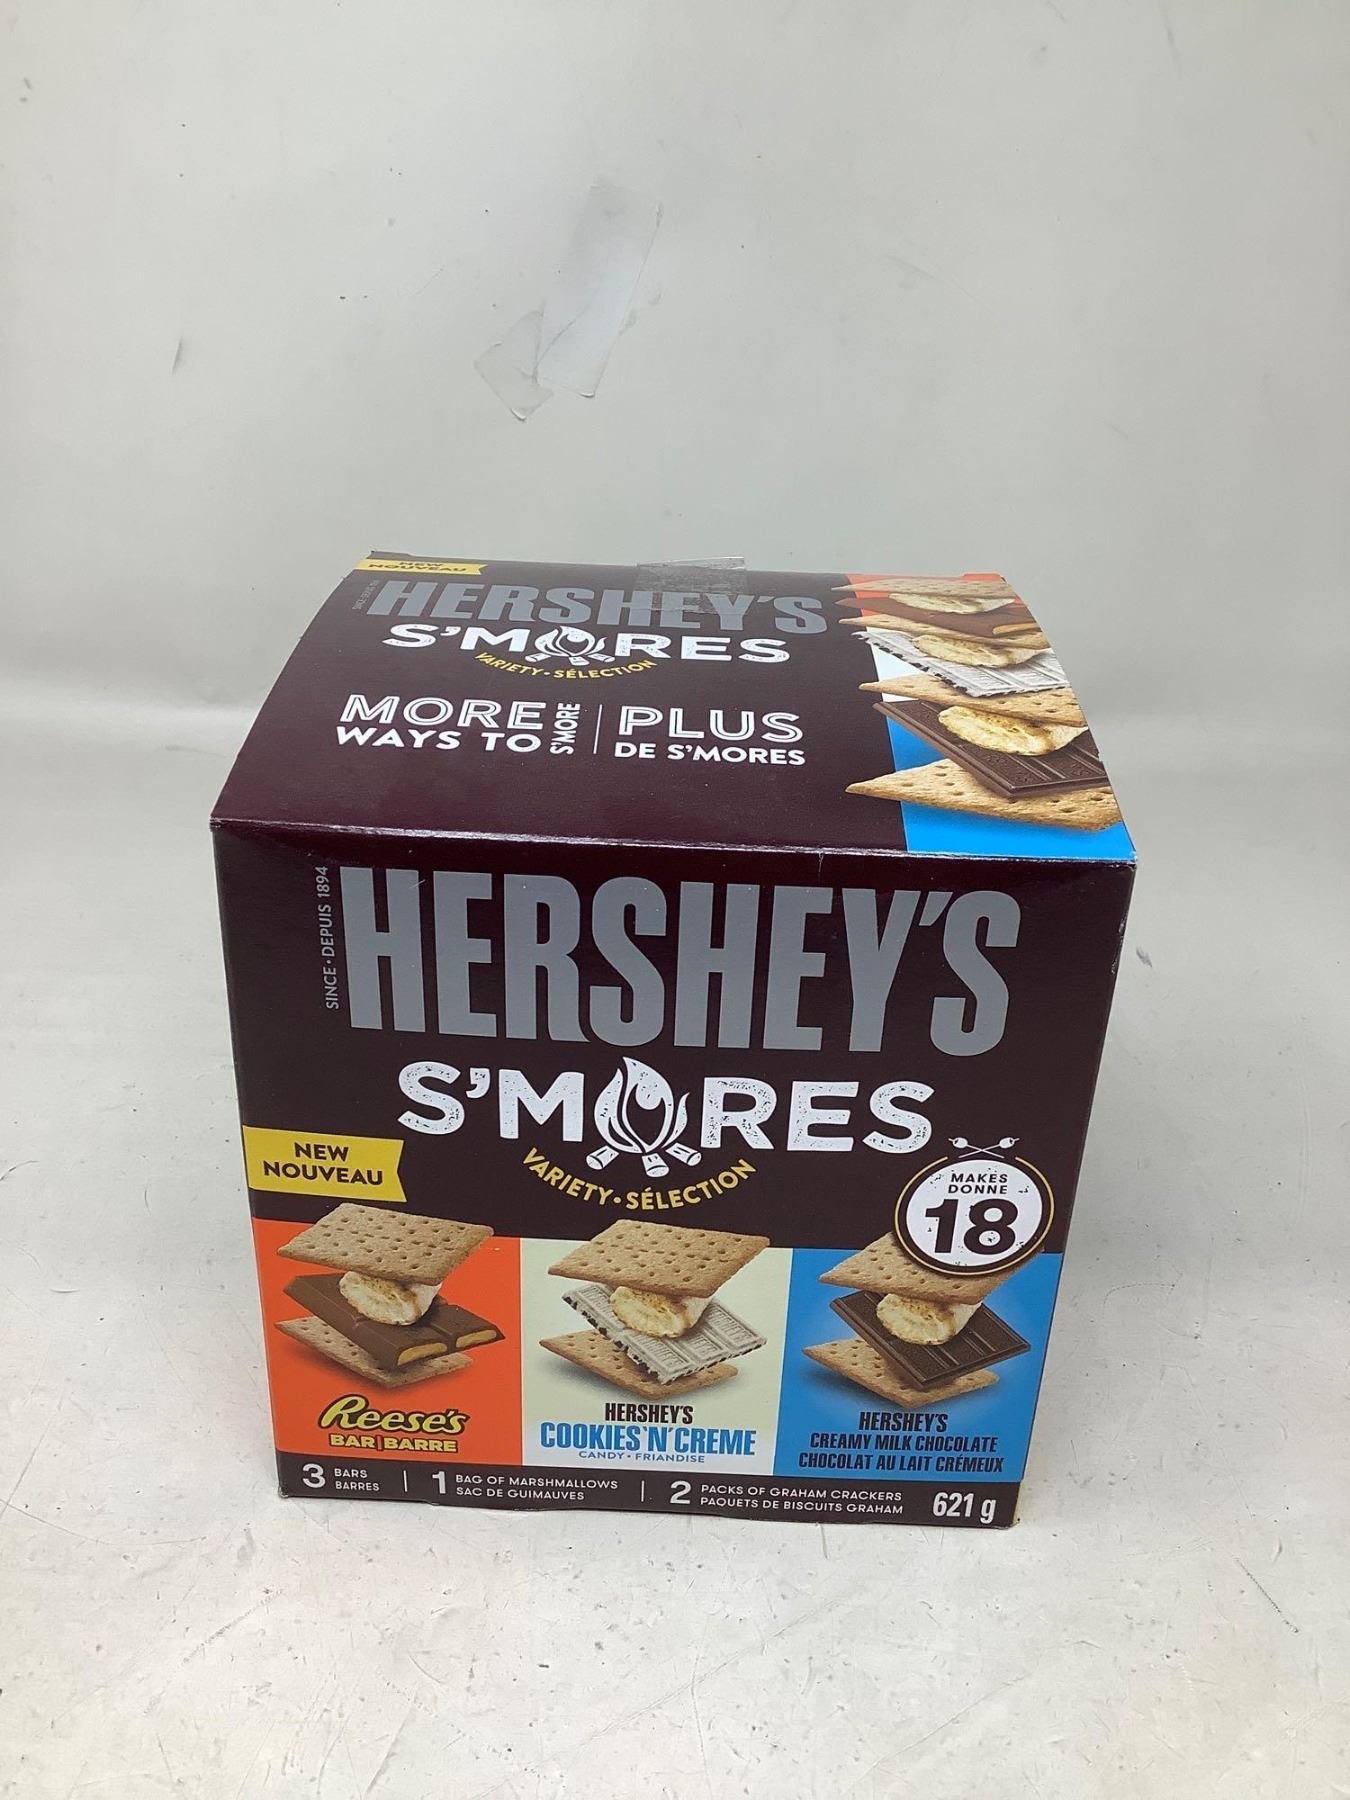 NEW
NOUVEAU
HERSHEY'S
S'MORES
VARIETY • SÉLECTION
MORE
WAYS TO
S'MORE
PLUS
DE S'MORES
SINCE • DEPUIS 1894
HERSHEY'S
S'MORES
VARIETY • SÉLECTION
NEW
NOUVEAU
MAKES
DONNE
18
Reese's
BAR | BARRE
HERSHEY'S
COOKIES 'N' CREME
CANDY • FRIANDISE
HERSHEY'S
CREAMY MILK CHOCOLATE
CHOCOLAT AU LAIT CRÉMEUX
3 BARS
BARRES
1 BAG OF MARSHMALLOWS
SAC DE GUIMAUVES
2 PACKS OF GRAHAM CRACKERS
PAQUETS DE BISCUITS GRAHAM
621 g